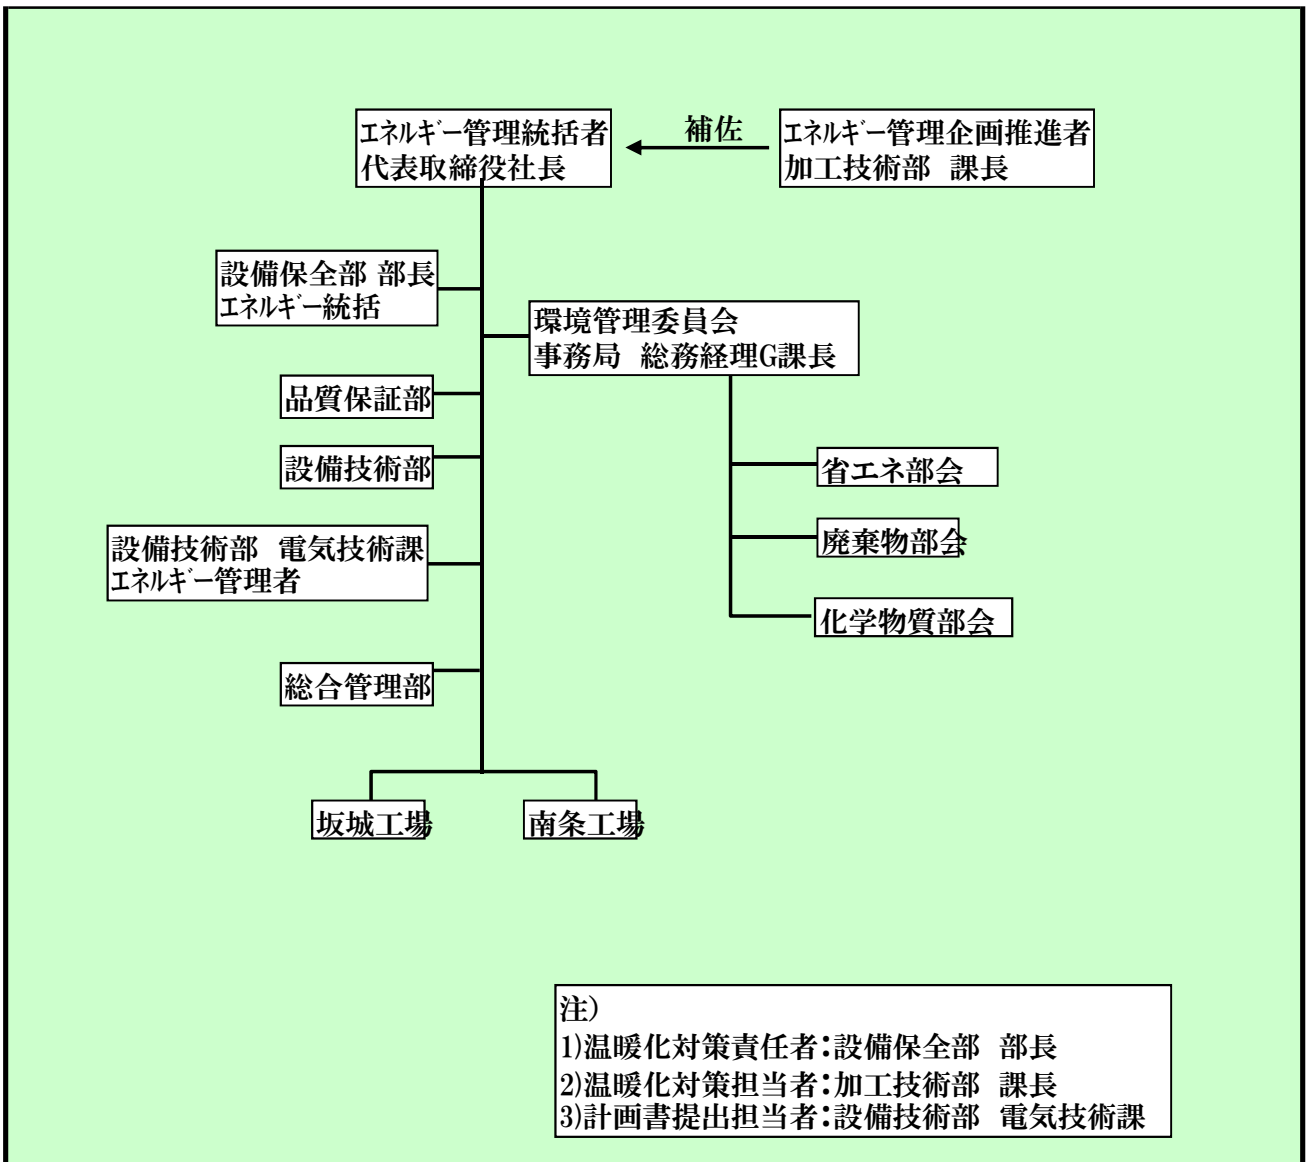 ｴﾈﾙｷﾞｰ管理統括者
代表取締役社長
補佐
ｴﾈﾙｷﾞｰ管理企画推進者
加工技術部　課長
設備保全部 部長
ｴﾈﾙｷﾞｰ統括
環境管理委員会
事務局　総務経理G課長
品質保証部
設備技術部
省エネ部会
設備技術部　電気技術課
ｴﾈﾙｷﾞｰ管理者
廃棄物部会
化学物質部会
総合管理部
坂城工場
南条工場
注）
1)温暖化対策責任者：設備保全部　部長
2)温暖化対策担当者：加工技術部　課長
3)計画書提出担当者：設備技術部　電気技術課